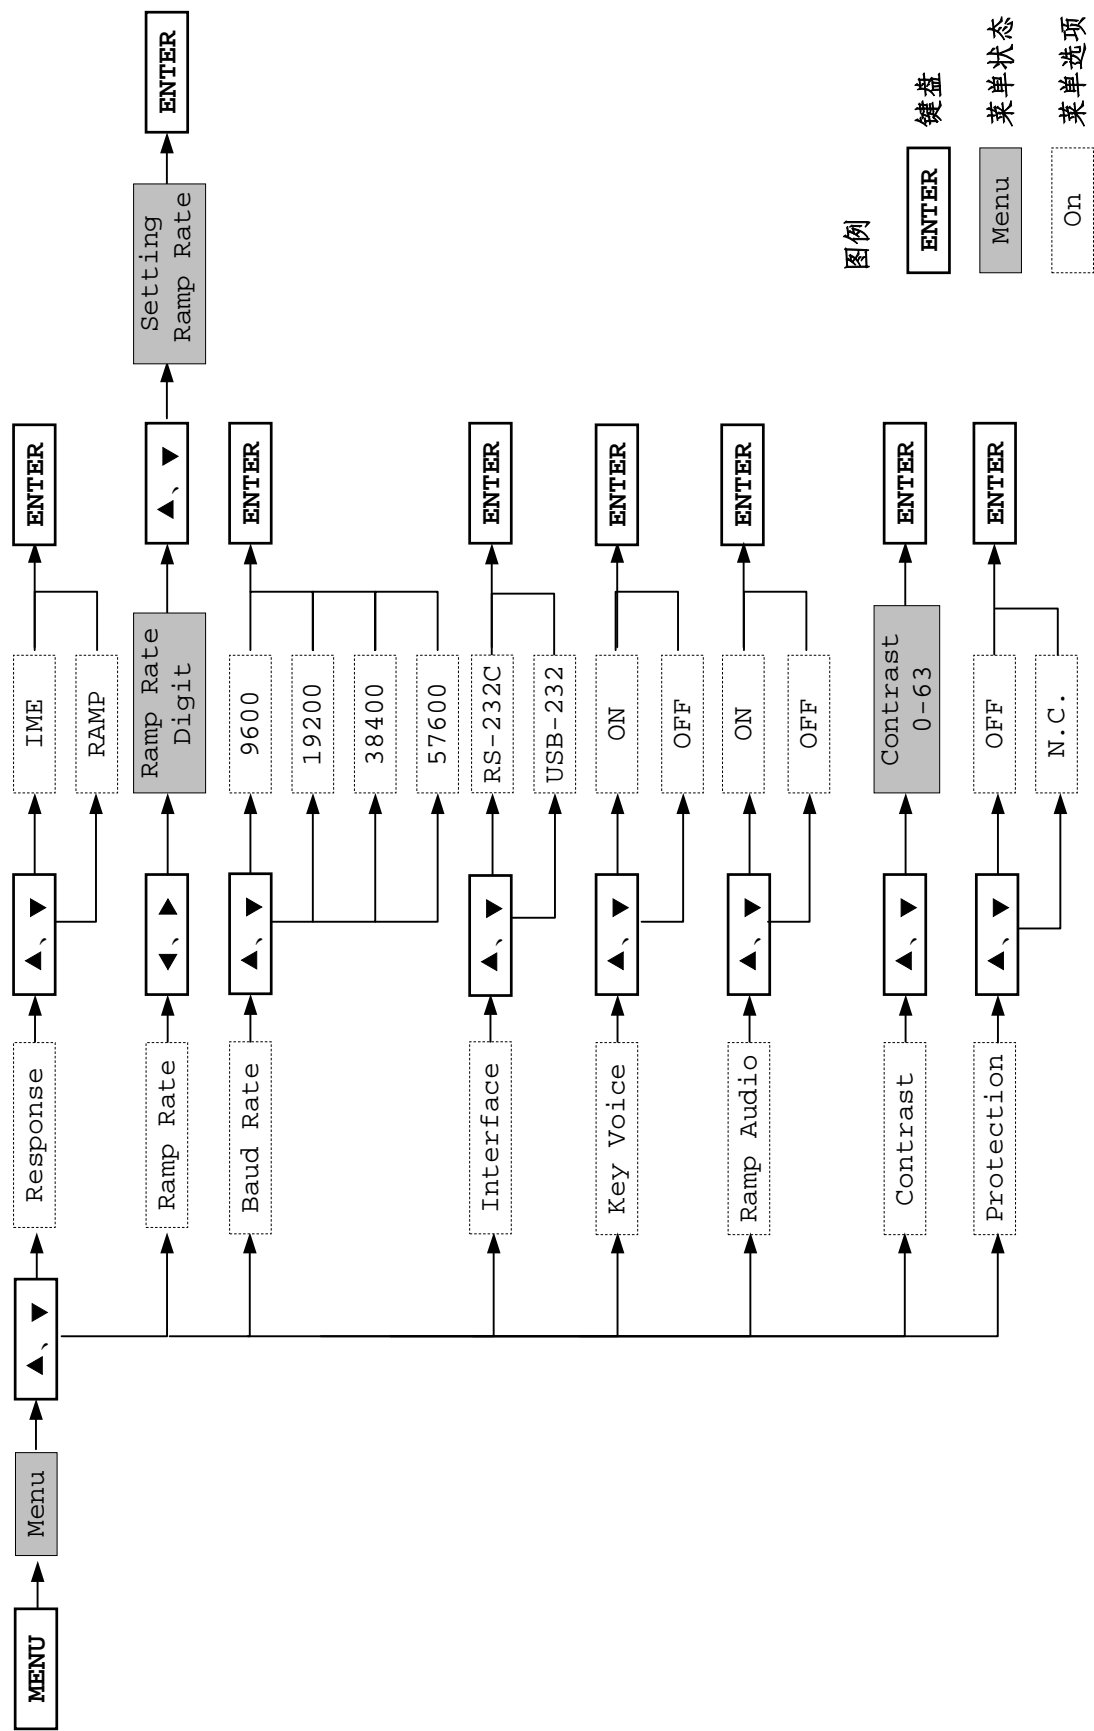 MENU
Menu
▲、▼
Response
▲、▼
IME
RAMP
ENTER
Ramp Rate
◀、▶
Ramp Rate
Digit
▲、▼
Setting
Ramp Rate
ENTER
Baud Rate
▲、▼
9600
19200
38400
57600
ENTER
Interface
▲、▼
RS-232C
USB-232
ENTER
Key Voice
▲、▼
ON
OFF
ENTER
Ramp Audio
▲、▼
ON
OFF
ENTER
Contrast
▲、▼
Contrast
0-63
ENTER
Protection
▲、▼
OFF
N.C.
ENTER
图例
ENTER 键盘
Menu 菜单状态
On 菜单选项